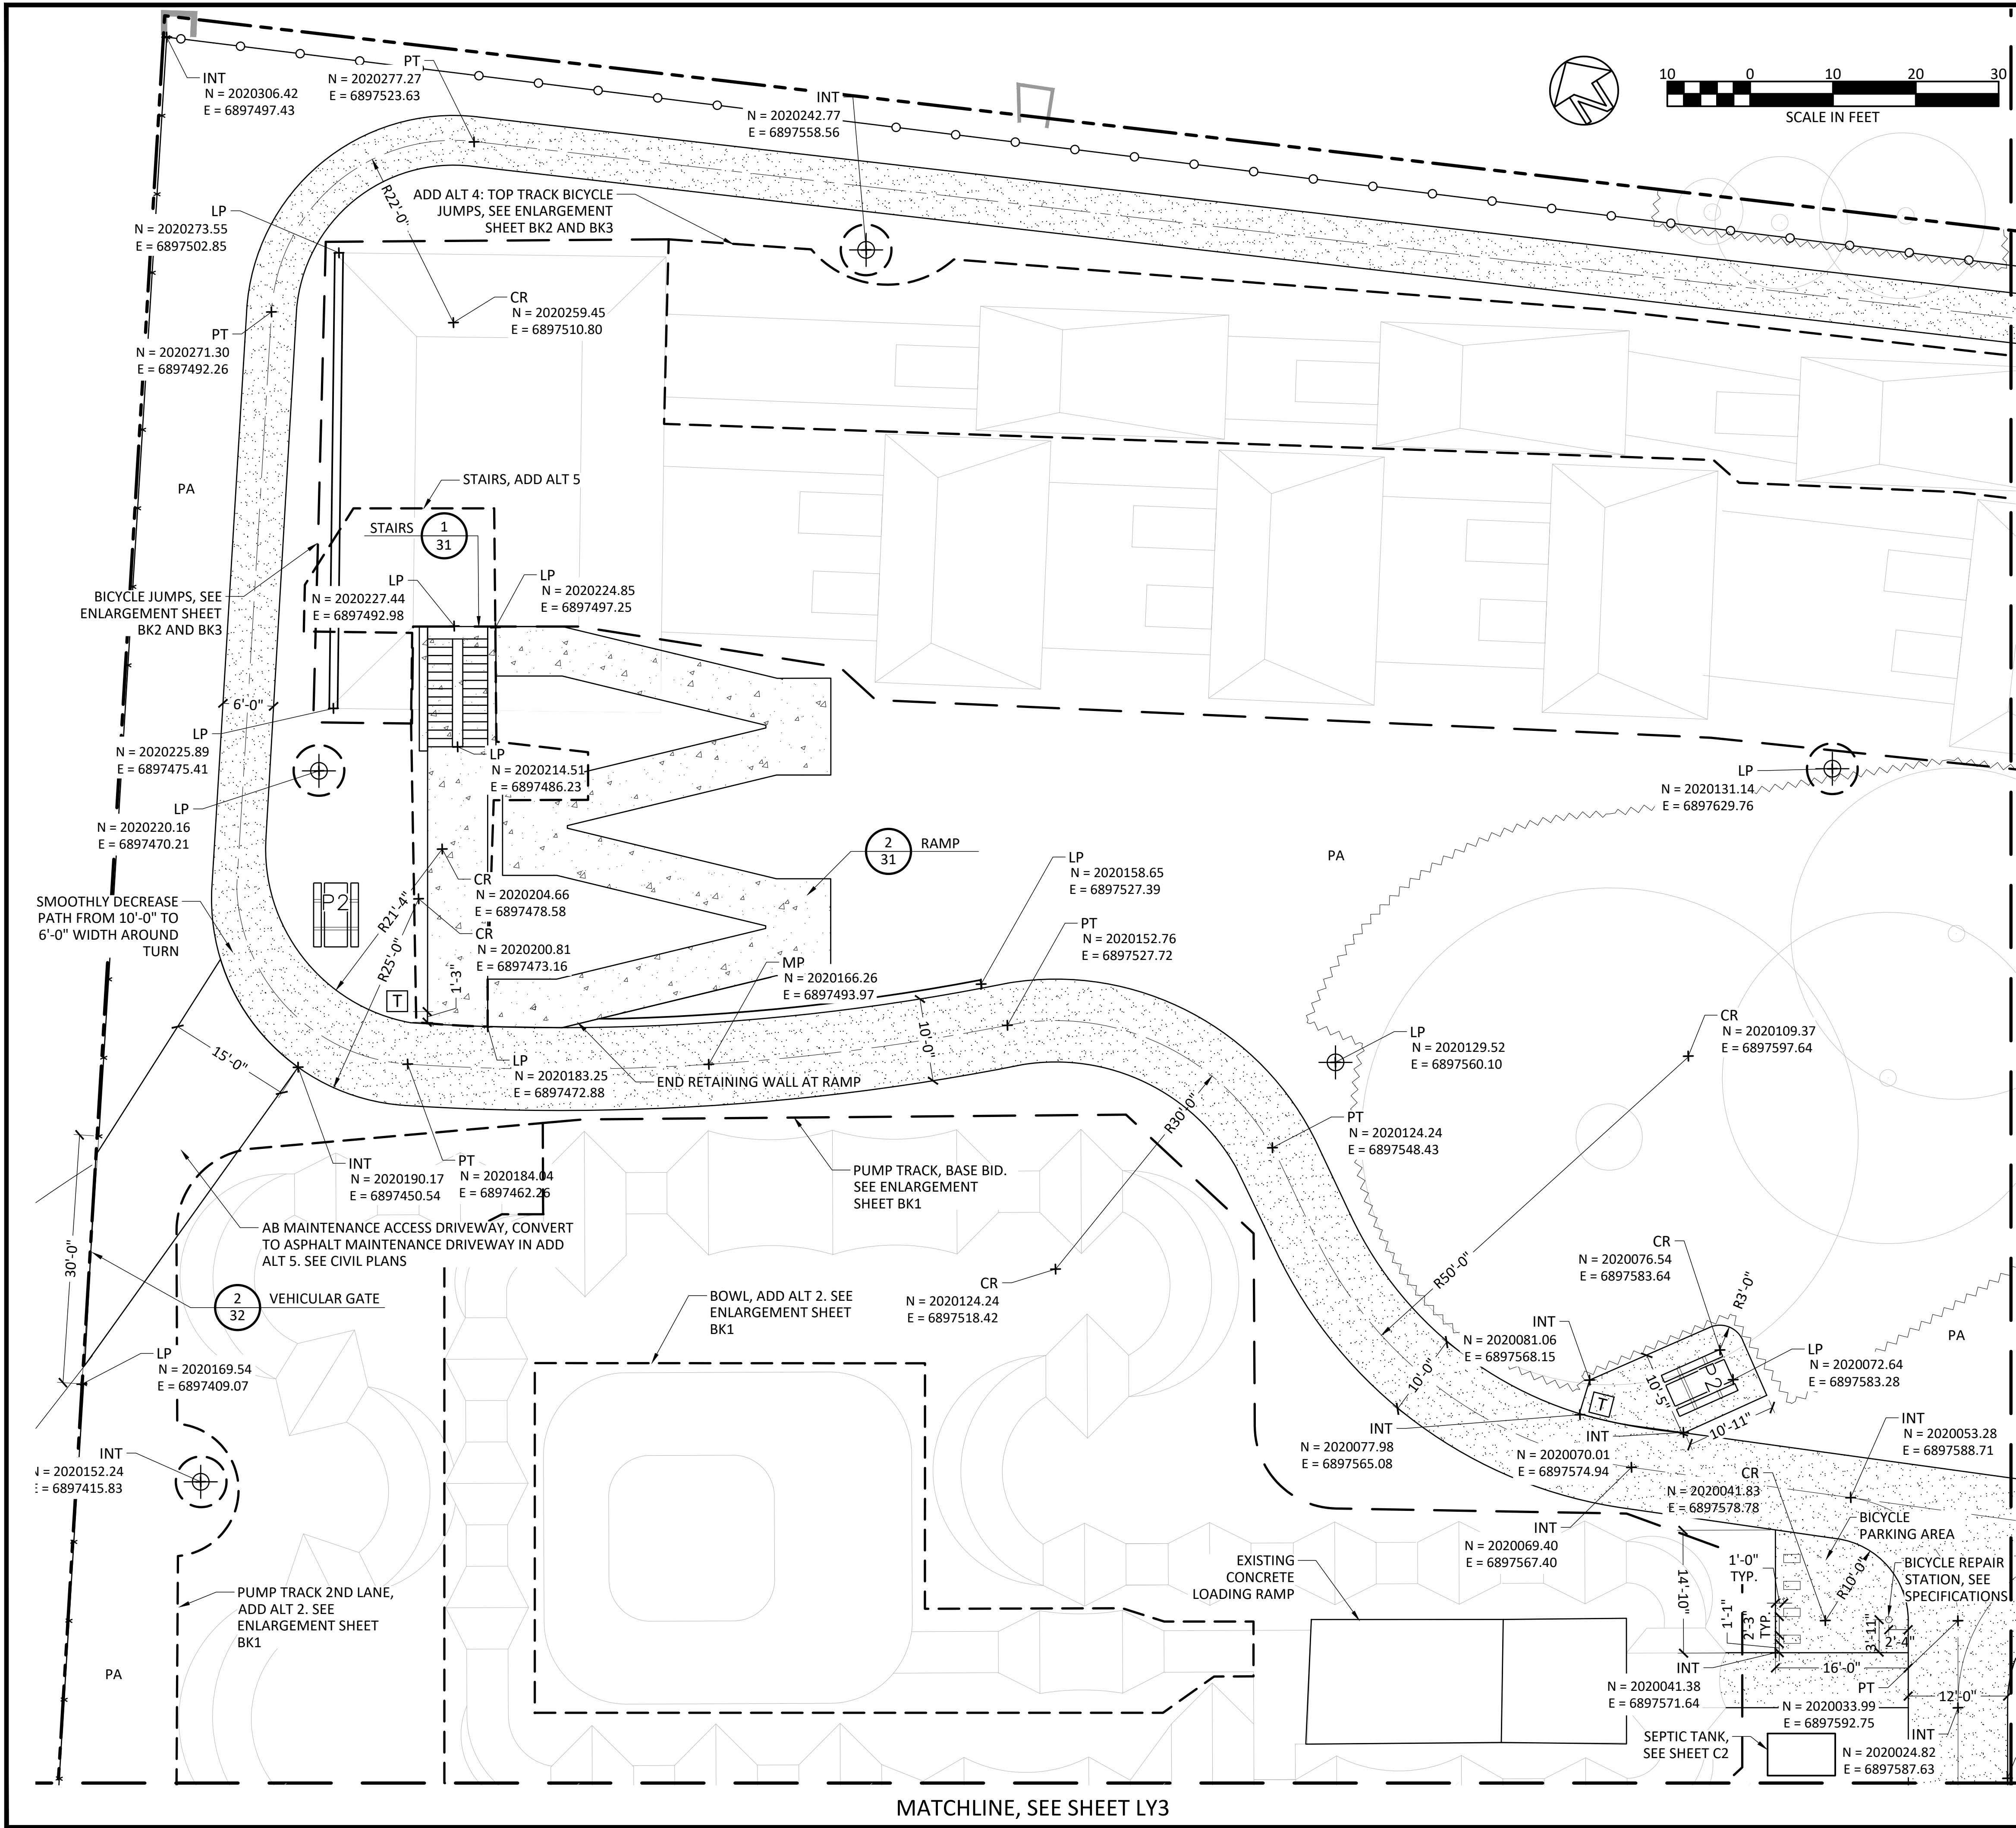 10 0 10 20 30
SCALE IN FEET
INT
N = 2020306.42
E = 6897497.43
PT
N = 2020277.27
E = 6897523.63
INT
N = 2020242.77
E = 6897558.56
R22'-0"
ADD ALT 4: TOP TRACK BICYCLE
JUMPS, SEE ENLARGEMENT
SHEET BK2 AND BK3
LP
N = 2020273.55
E = 6897502.85
CR
N = 2020259.45
E = 6897510.80
PT
N = 2020271.30
E = 6897492.26
PA
STAIRS, ADD ALT 5
STAIRS
1
31
BICYCLE JUMPS, SEE
ENLARGEMENT SHEET
BK2 AND BK3
LP
N = 2020227.44
E = 6897492.98
LP
N = 2020224.85
E = 6897497.25
6'-0"
LP
N = 2020225.89
E = 6897475.41
LP
N = 2020214.51
E = 6897486.23
LP
N = 2020220.16
E = 6897470.21
LP
N = 2020131.14
E = 6897629.76
2
31
RAMP
PA
SMOOTHLY DECREASE
PATH FROM 10'-0" TO
6'-0" WIDTH AROUND
TURN
P2
R21'-4"
R25'-0"
CR
N = 2020204.66
E = 6897478.58
CR
N = 2020200.81
E = 6897473.16
1'-3"
T
LP
N = 2020158.65
E = 6897527.39
PT
N = 2020152.76
E = 6897527.72
MP
N = 2020166.26
E = 6897493.97
10'-0"
15'-0"
LP
N = 2020183.25
E = 6897472.88
END RETAINING WALL AT RAMP
LP
N = 2020129.52
E = 6897560.10
CR
N = 2020109.37
E = 6897597.64
R30'-0"
PT
N = 2020124.24
E = 6897548.43
INT
N = 2020190.17
E = 6897450.54
PT
N = 2020184.04
E = 6897462.26
PUMP TRACK, BASE BID.
SEE ENLARGEMENT
SHEET BK1
30'-0"
AB MAINTENANCE ACCESS DRIVEWAY, CONVERT
TO ASPHALT MAINTENANCE DRIVEWAY IN ADD
ALT 5. SEE CIVIL PLANS
2
32
VEHICULAR GATE
BOWL, ADD ALT 2. SEE
ENLARGEMENT SHEET
BK1
CR
N = 2020124.24
E = 6897518.42
R50'-0"
CR
N = 2020076.54
E = 6897583.64
R3'-0"
INT
N = 2020081.06
E = 6897568.15
PA
LP
N = 2020072.64
E = 6897583.28
10'-0"
10'-5"
P2
T
10'-11"
LP
N = 2020169.54
E = 6897409.07
INT
N = 2020077.98
E = 6897565.08
INT
N = 2020070.01
E = 6897574.94
INT
N = 2020053.28
E = 6897588.71
INT
N = 2020152.24
E = 6897415.83
CR
N = 2020041.83
E = 6897578.78
INT
N = 2020069.40
E = 6897567.40
BICYCLE
PARKING AREA
EXISTING
CONCRETE
LOADING RAMP
1'-0"
TYP.
BICYCLE REPAIR
STATION, SEE
SPECIFICATIONS
R10'-0"
14'-10"
1'-1"
2'-3"
TYP.
3'-11"
2'-4"
PUMP TRACK 2ND LANE,
ADD ALT 2. SEE
ENLARGEMENT SHEET
BK1
PA
INT
N = 2020041.38
E = 6897571.64
16'-0"
PT
N = 2020033.99
E = 6897592.75
12'-0"
SEPTIC TANK,
SEE SHEET C2
INT
N = 2020024.82
E = 6897587.63
MATCHLINE, SEE SHEET LY3